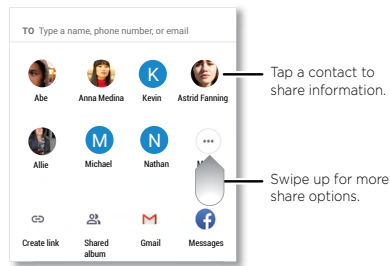 TO Type a name, phone number, or email
K
Abe Anna Medina Kevin Astrid Fanning
Tap a contact to
share information.
M N
Allie Michael Nathan
Swipe up for more
share options.
Create link Shared
album Gmail Messages